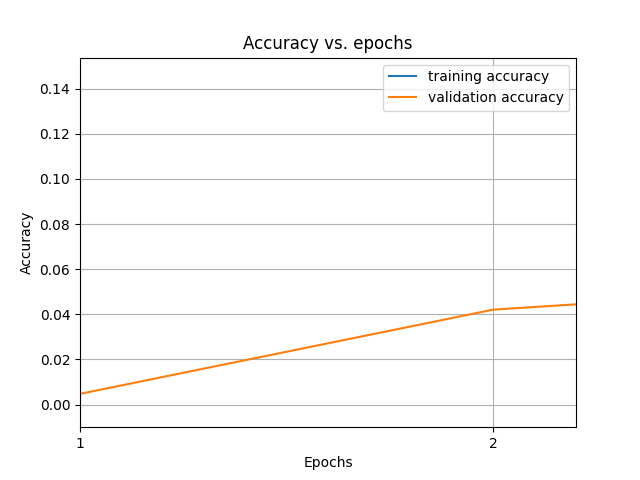 Accuracy vs. epochs
training accuracy
validation accuracy
0.14
0.12
0.10
0.08
0.06
0.04
0.02
0.00
Accuracy
1
2
Epochs